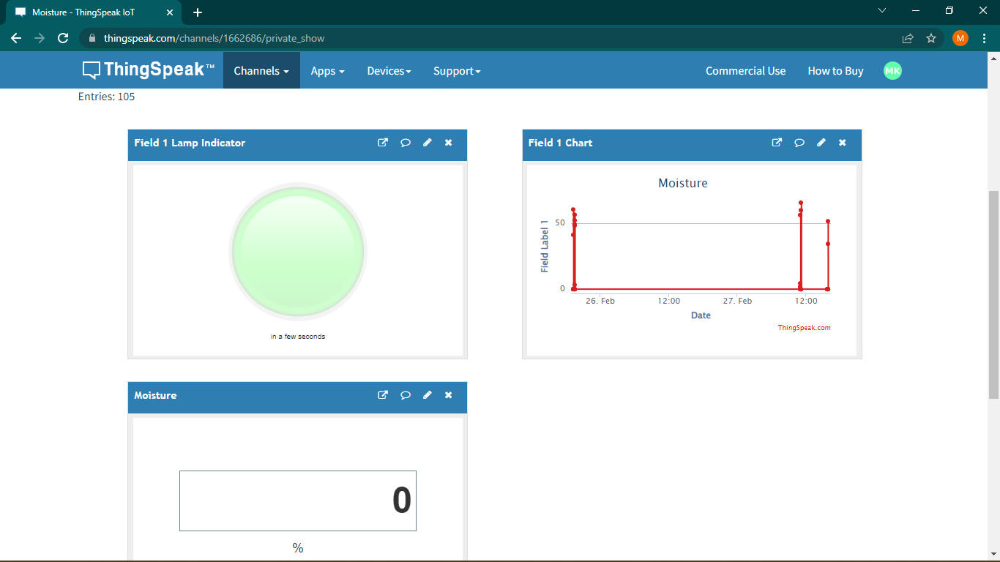 Moisture - ThingSpeak IoT
thingspeak.com/channels/1662686/private_show
M
ThingSpeak™
Channels
Apps
Devices
Support
Commercial Use
How to Buy
MK
Entries: 105
Field 1 Lamp Indicator
in a few seconds
Field 1 Chart
Moisture
Field Label 1
50
0
26. Feb
12:00
27. Feb
12:00
Date
ThingSpeak.com
Moisture
0
%